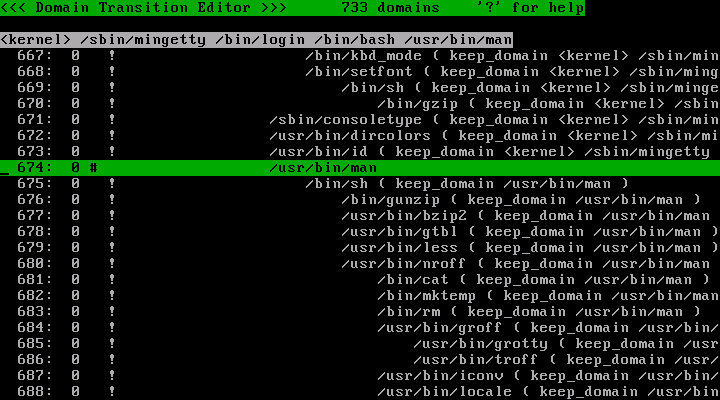 <<< Domain Transition Editor >>>      733 domains    '?' for help
<kernel> /sbin/mingetty /bin/login /bin/bash /usr/bin/man
667:  0   !   /bin/kbd_mode ( keep_domain <kernel> /sbin/min
668:  0   !   /bin/setfont ( keep_domain <kernel> /sbin/ming
669:  0   !   /bin/sh ( keep_domain <kernel> /sbin/minge
670:  0   !   /bin/gzip ( keep_domain <kernel> /sbin
671:  0   !   /sbin/consoletype ( keep_domain <kernel> /sbin/min
672:  0   !   /usr/bin/dircolors ( keep_domain <kernel> /sbin/mi
673:  0   !   /usr/bin/id ( keep_domain <kernel> /sbin/mingetty
_ 674:  0 #   /usr/bin/man
675:  0   !   /bin/sh ( keep_domain /usr/bin/man )
676:  0   !   /bin/gunzip ( keep_domain /usr/bin/man )
677:  0   !   /usr/bin/bzip2 ( keep_domain /usr/bin/man
678:  0   !   /usr/bin/gtbl ( keep_domain /usr/bin/man )
679:  0   !   /usr/bin/less ( keep_domain /usr/bin/man )
680:  0   !   /usr/bin/nroff ( keep_domain /usr/bin/man
681:  0   !   /bin/cat ( keep_domain /usr/bin/man )
682:  0   !   /bin/mktemp ( keep_domain /usr/bin/man
683:  0   !   /bin/rm ( keep_domain /usr/bin/man )
684:  0   !   /usr/bin/groff ( keep_domain /usr/bin/
685:  0   !   /usr/bin/grotty ( keep_domain /usr
686:  0   !   /usr/bin/troff ( keep_domain /usr/
687:  0   !   /usr/bin/iconv ( keep_domain /usr/bin/
688:  0   !   /usr/bin/locale ( keep_domain /usr/bin